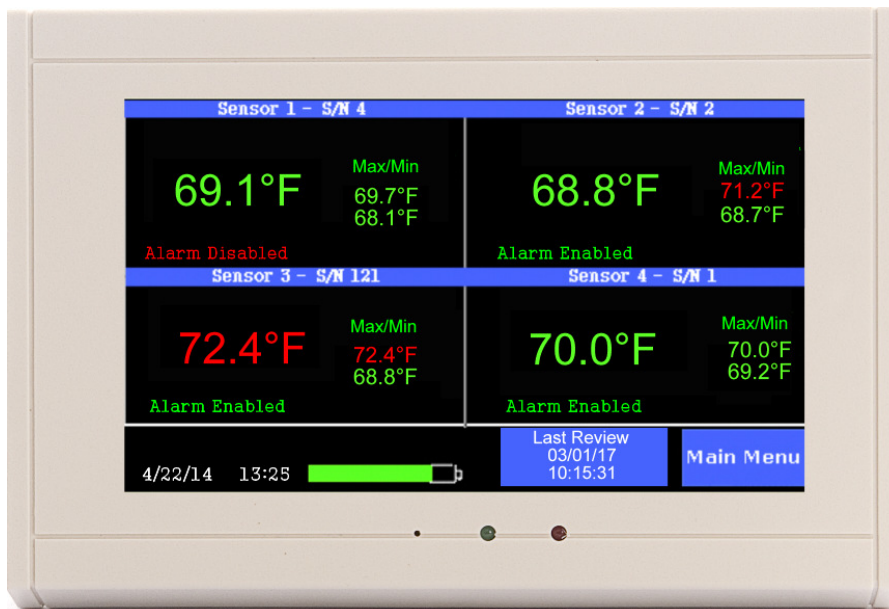 Sensor 1 - S/N 4
69.1°F
Max/Min
69.7°F
68.1°F
Alarm Disabled
Sensor 2 - S/N 2
68.8°F
Max/Min
71.2°F
68.7°F
Alarm Enabled
Sensor 3 - S/N 121
72.4°F
Max/Min
72.4°F
68.8°F
Alarm Enabled
Sensor 4 - S/N 1
70.0°F
Max/Min
70.0°F
69.2°F
Alarm Enabled
4/22/14 13:25
Last Review
03/01/17
10:15:31
Main Menu